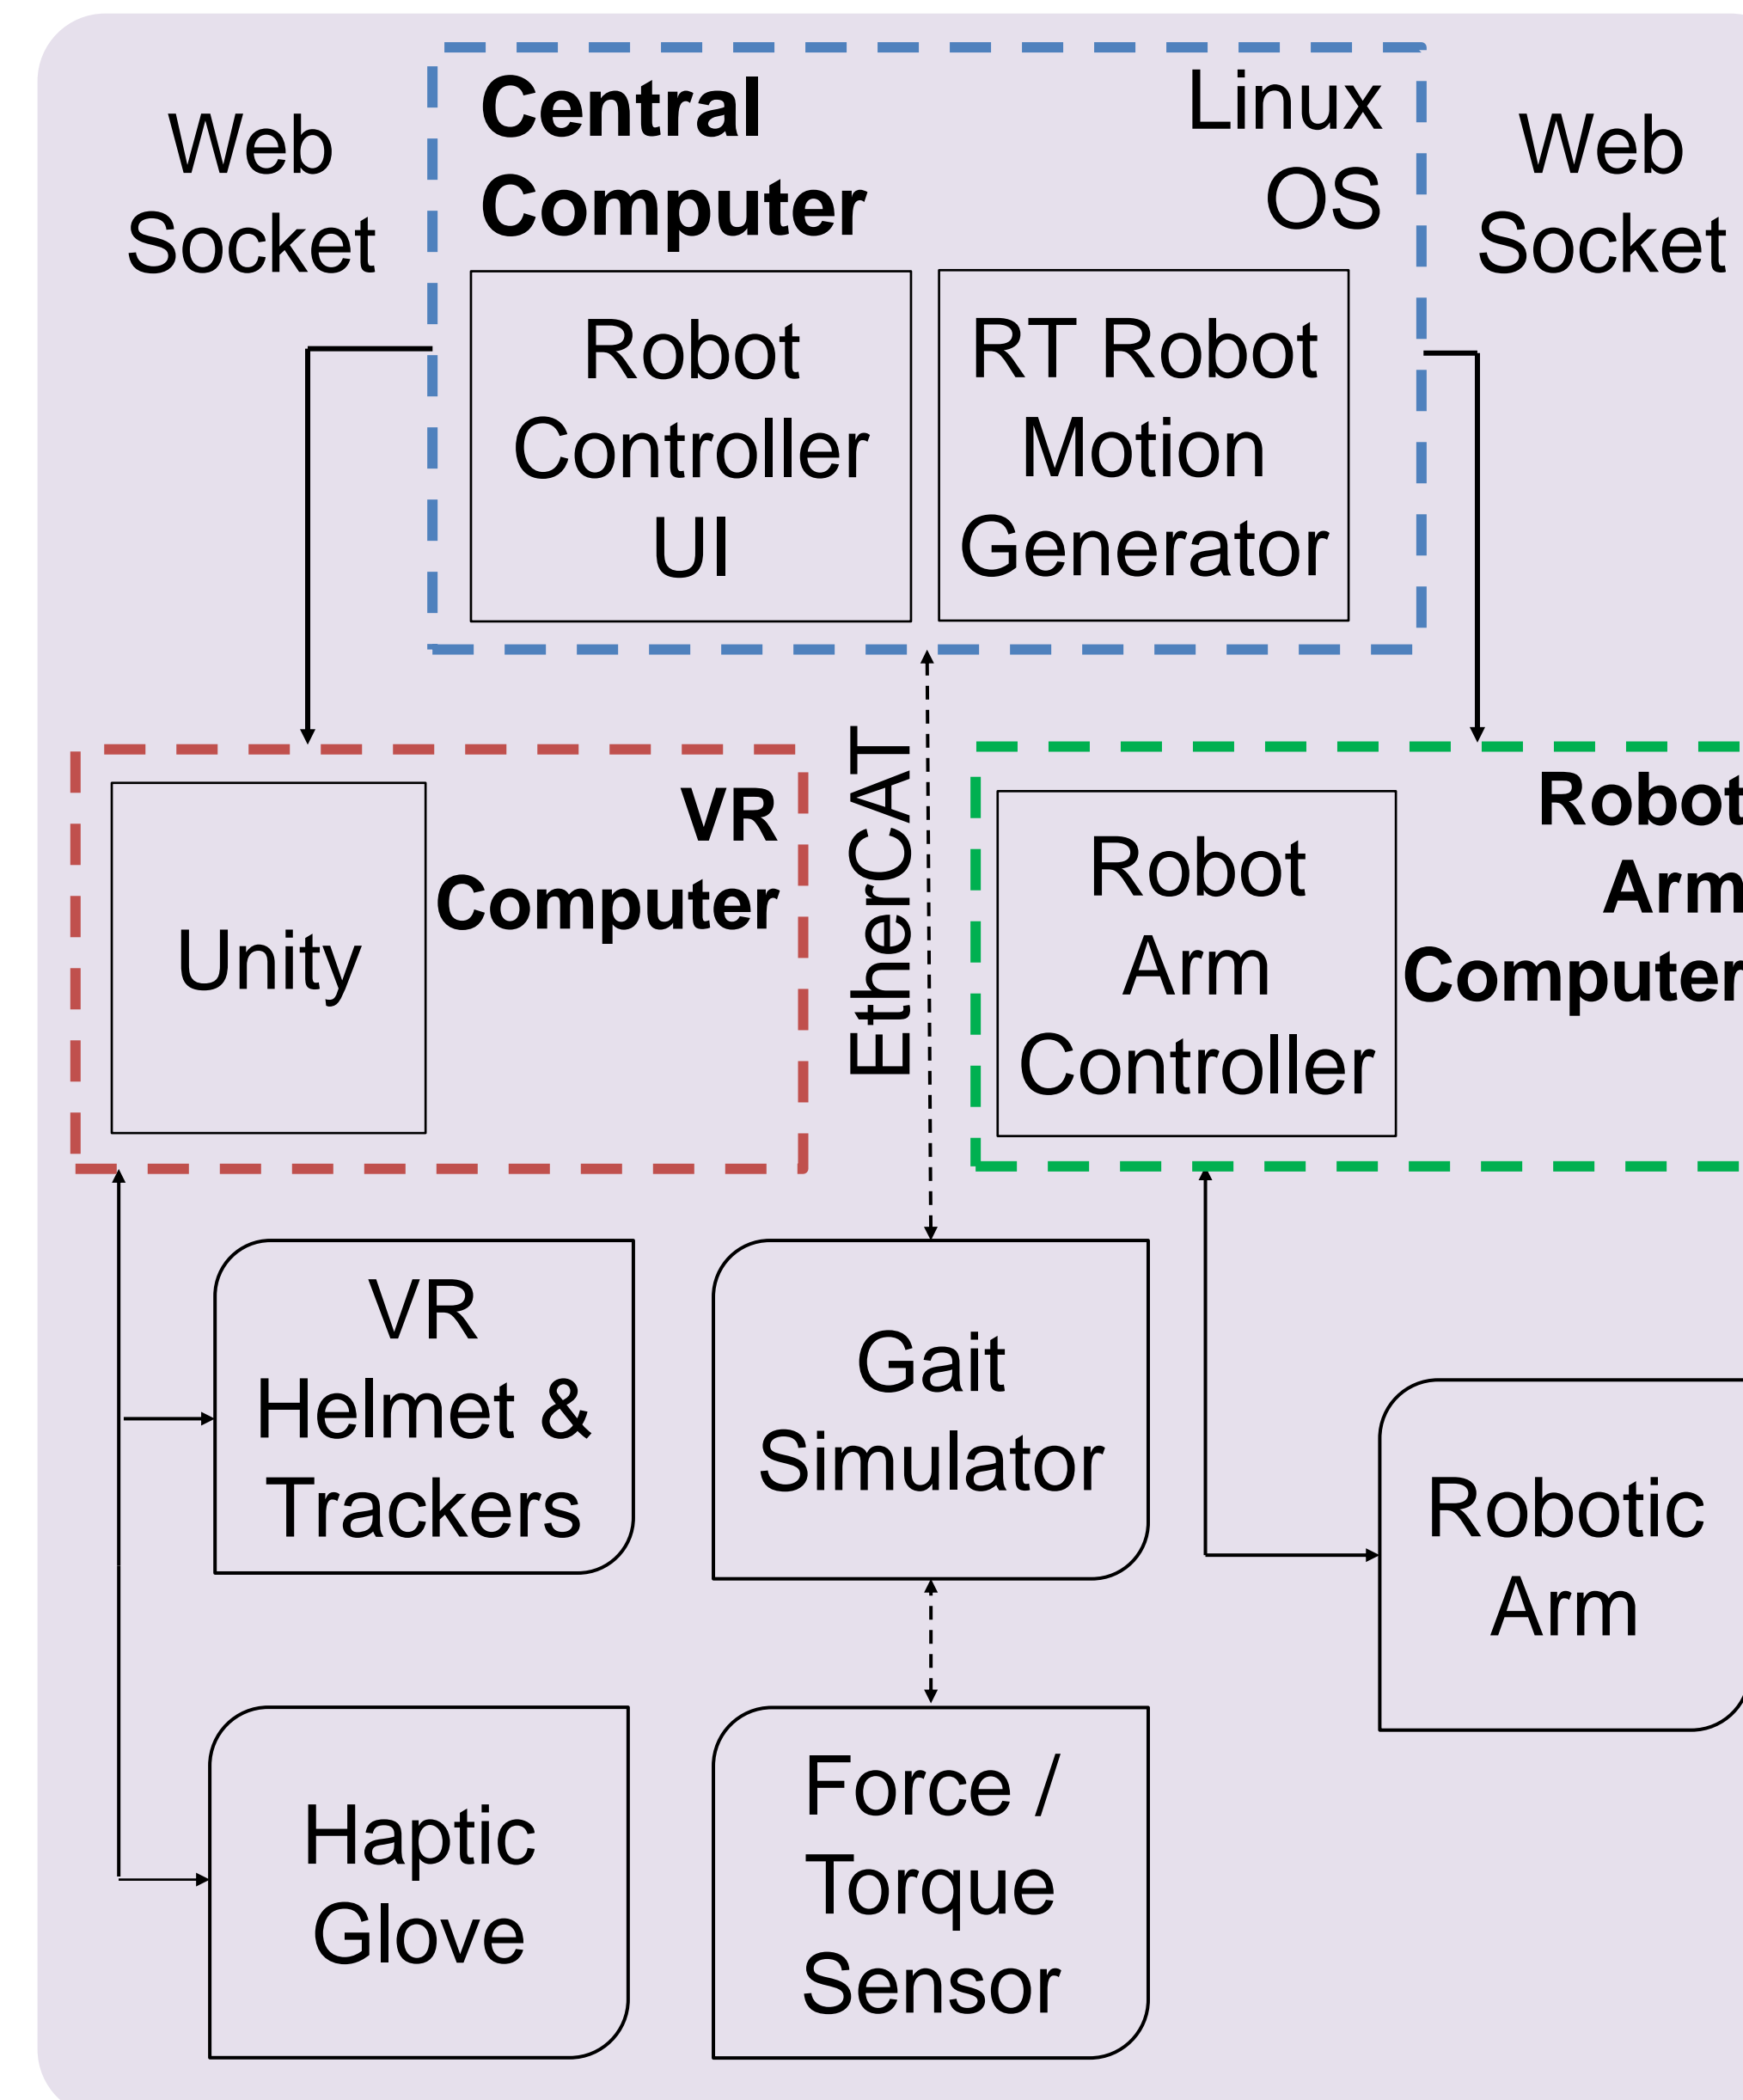 Web
Socket
Central
Computer
Linux
OS
Web
Socket
Robot
Controller
UI
RT Robot
Motion
Generator
VR
Computer
Unity
EtherCAT
Robot
Arm
Controller
Robot
Arm
Computer
VR
Helmet &
Trackers
Gait
Simulator
Robotic
Arm
Haptic
Glove
Force /
Torque
Sensor